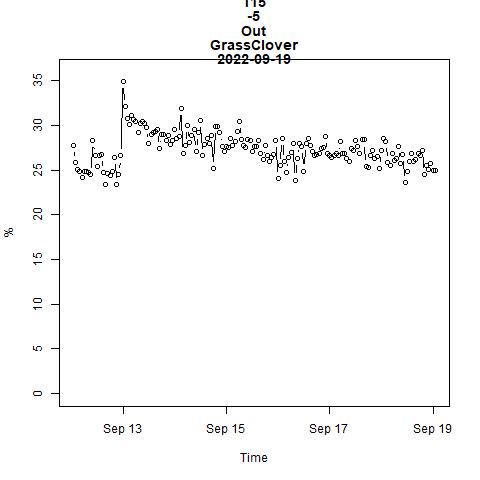 T15
-5
Out
GrassClover
2022-09-19
%
35
30
25
20
15
10
5
0
Sep 13
Sep 15
Sep 17
Sep 19
Time